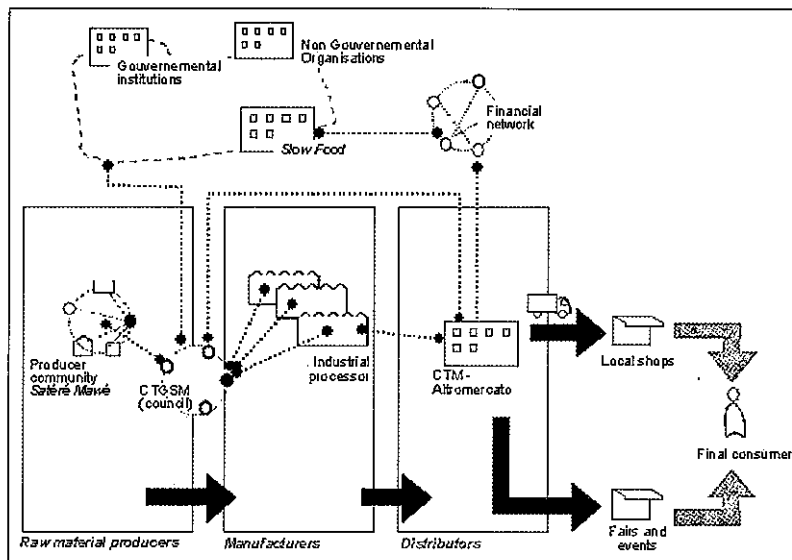 Gouvernemental
institutions
Non Gouvernemental
Organisations
Slow Food
Financial
network
Producer
community
Satéré Mawé
CTGSM
(council)
Industrial
processor
CTM -
Altromercato
Local shops
Final consumer
Fairs and
events
Raw material producers
Manufacturers
Distributors